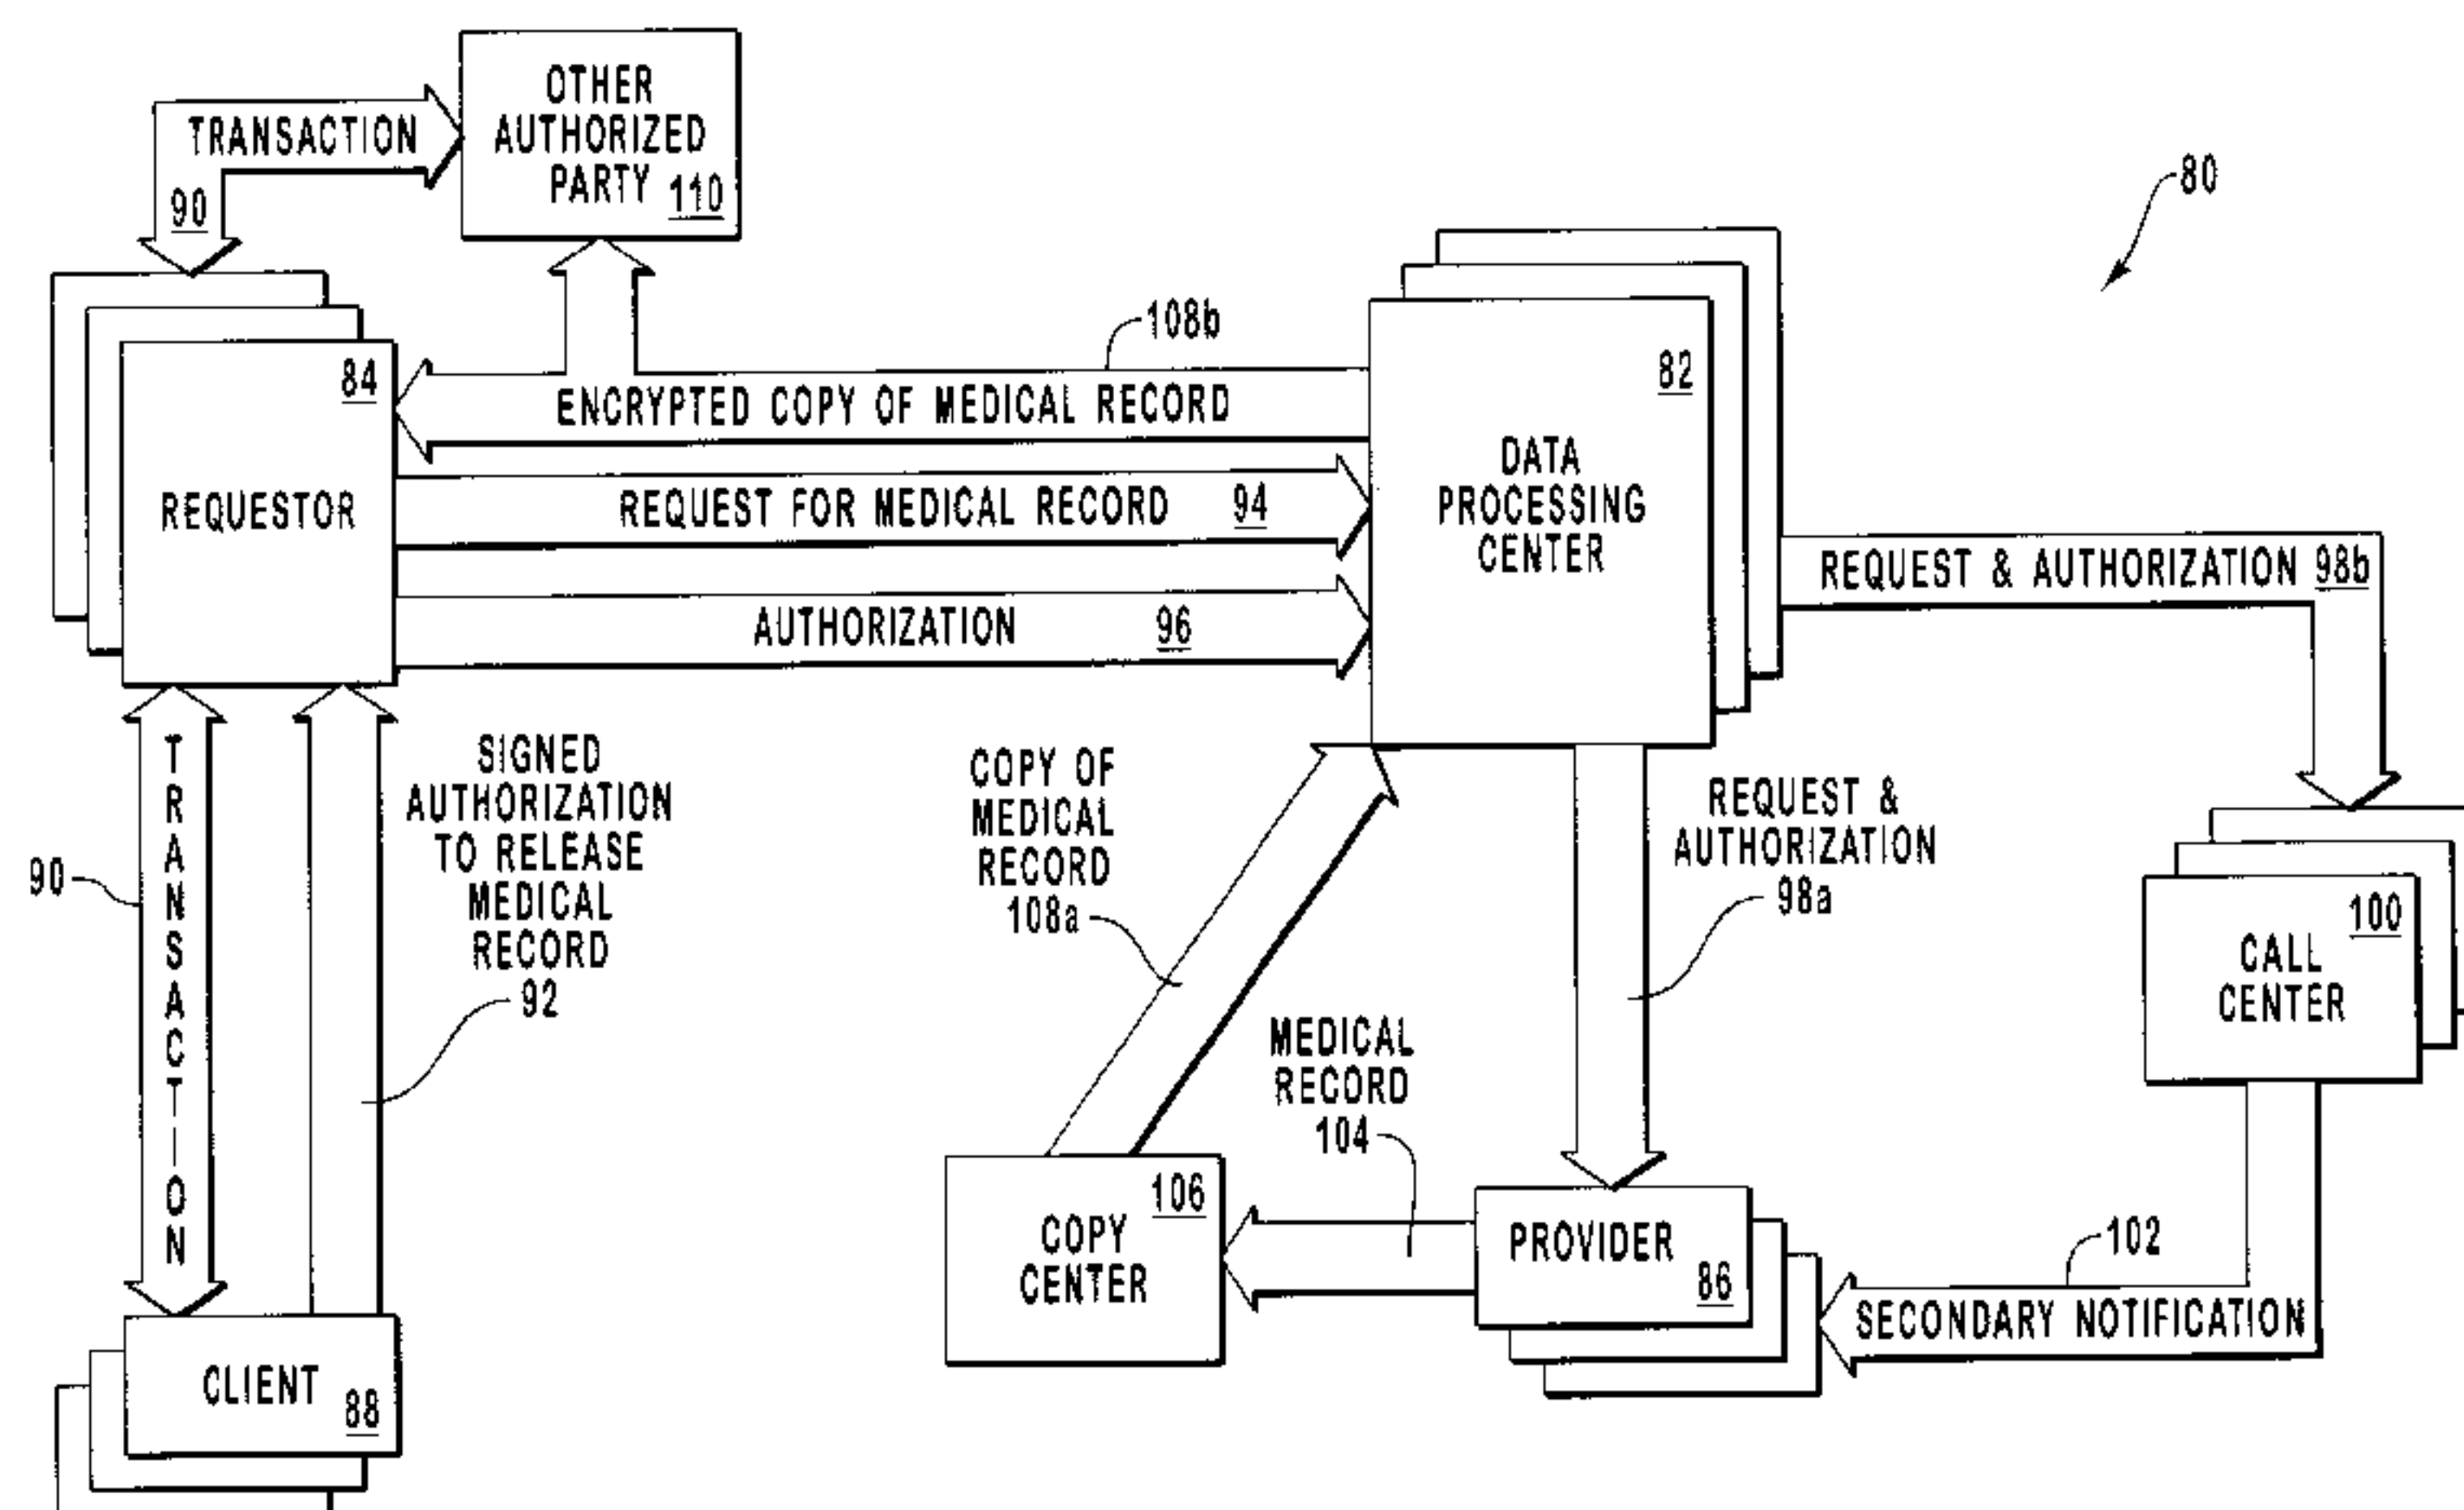 OTHER
AUTHORIZED
PARTY 110
TRANSACTION
90
80
108b
84
82
ENCRYPTED COPY OF MEDICAL RECORD
REQUESTOR
REQUEST FOR MEDICAL RECORD 94
DATA
PROCESSING
CENTER
AUTHORIZATION 96
REQUEST & AUTHORIZATION 98b
TRANSACTION
90
SIGNED
AUTHORIZATION
TO RELEASE
MEDICAL
RECORD
92
COPY OF
MEDICAL
RECORD
108a
REQUEST &
AUTHORIZATION
98a
100
CALL
CENTER
MEDICAL
RECORD
104
106
COPY
CENTER
PROVIDER
86
102
SECONDARY NOTIFICATION
CLIENT
88